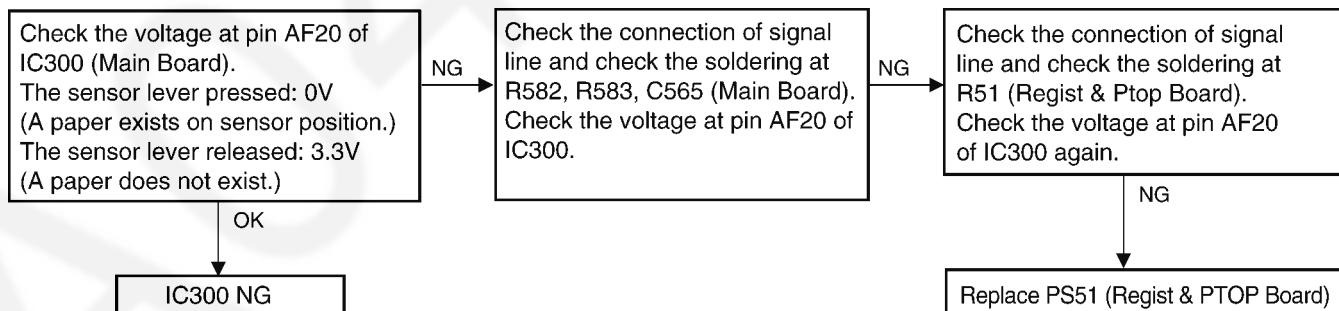 Check the voltage at pin AF20 of
IC300 (Main Board).
The sensor lever pressed: 0V
(A paper exists on sensor position.)
The sensor lever released: 3.3V
(A paper does not exist.)
NG
Check the connection of signal
line and check the soldering at
R582, R583, C565 (Main Board).
Check the voltage at pin AF20 of
IC300.
NG
Check the connection of signal
line and check the soldering at
R51 (Regist & Ptop Board).
Check the voltage at pin AF20
of IC300 again.
OK
NG
IC300 NG
Replace PS51 (Regist & PTOP Board)